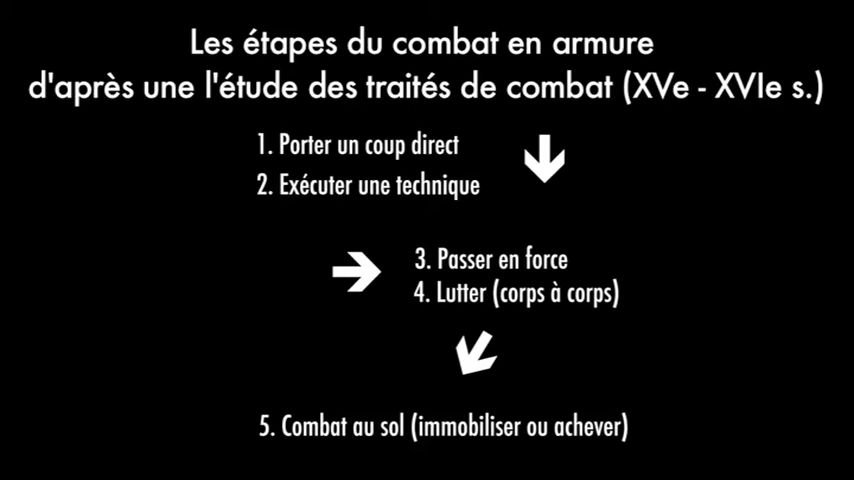 Les étapes du combat en armure
d'après une l'étude des traités de combat (XVe - XVIe s.)
1. Porter un coup direct
2. Exécuter une technique
3. Passer en force
4. Lutter (corps à corps)
5. Combat au sol (immobiliser ou achever)